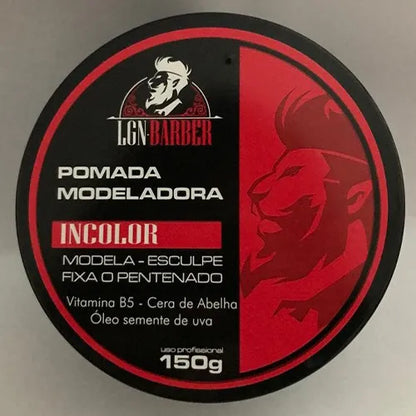 LGN-BARBER
POMADA
MODELADORA
INCOLOR
MODELA - ESCULPE
FIXA O PENTENADO
Vitamina B5 - Cera de Abelha
Óleo semente de uva
uso profissional
150g